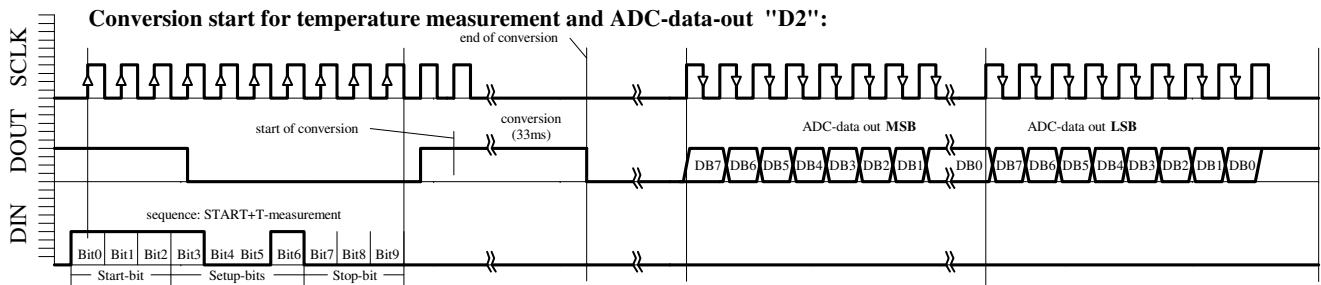 Conversion start for temperature measurement and ADC-data-out "D2":
end of conversion
SCLK
DOUT
start of conversion
conversion
(33ms)
ADC-data out MSB
ADC-data out LSB
DB7 DB6 DB5 DB4 DB3 DB2 DB1 DB0 DB7 DB6 DB5 DB4 DB3 DB2 DB1 DB0
DIN
sequence: START+T-measurement
Bit0 Bit1 Bit2 Bit3 Bit4 Bit5 Bit6 Bit7 Bit8 Bit9
Start-bit Setup-bits Stop-bit